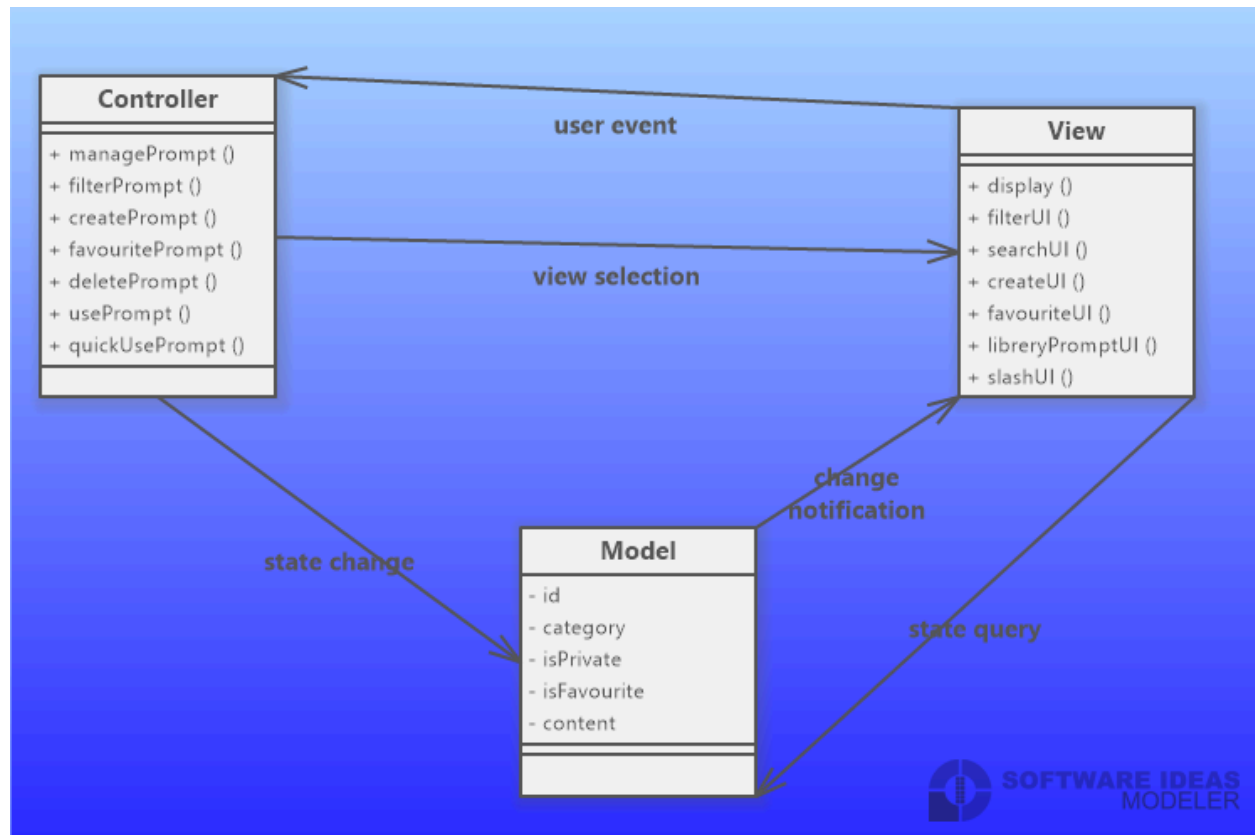 Controller
+ managePrompt ()
+ filterPrompt ()
+ createPrompt ()
+ favouritePrompt ()
+ deletePrompt ()
+ usePrompt ()
+ quickUsePrompt ()
user event
view selection
View
+ display ()
+ filterUI ()
+ searchUI ()
+ createUI ()
+ favouriteUI ()
+ libreryPromptUI ()
+ slashUI ()
change
notification
state change
state query
Model
- id
- category
- isPrivate
- isFavourite
- content
SOFTWARE IDEAS
MODELER